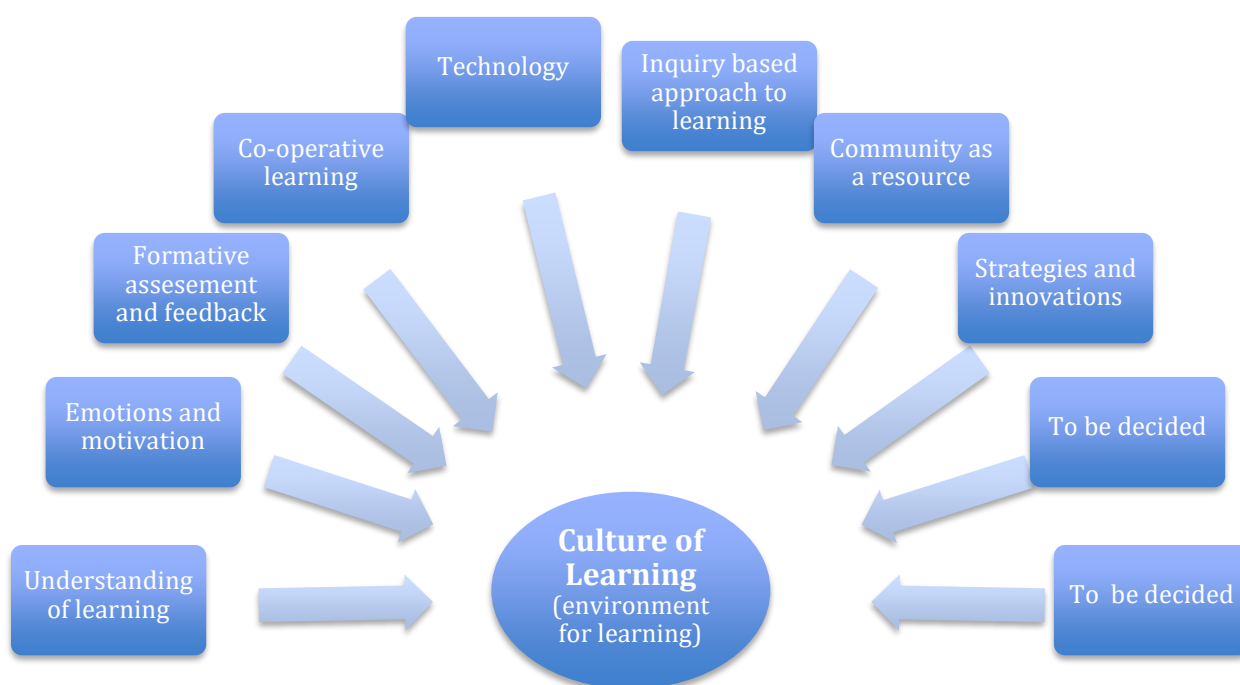 Technology
Inquiry based
approach to
learning
Co-operative
learning
Community as
a resource
Formative
assesement
and feedback
Strategies and
innovations
Emotions and
motivation
To be decided
Understanding
of learning
Culture of
Learning
(environment
for learning)
To be decided